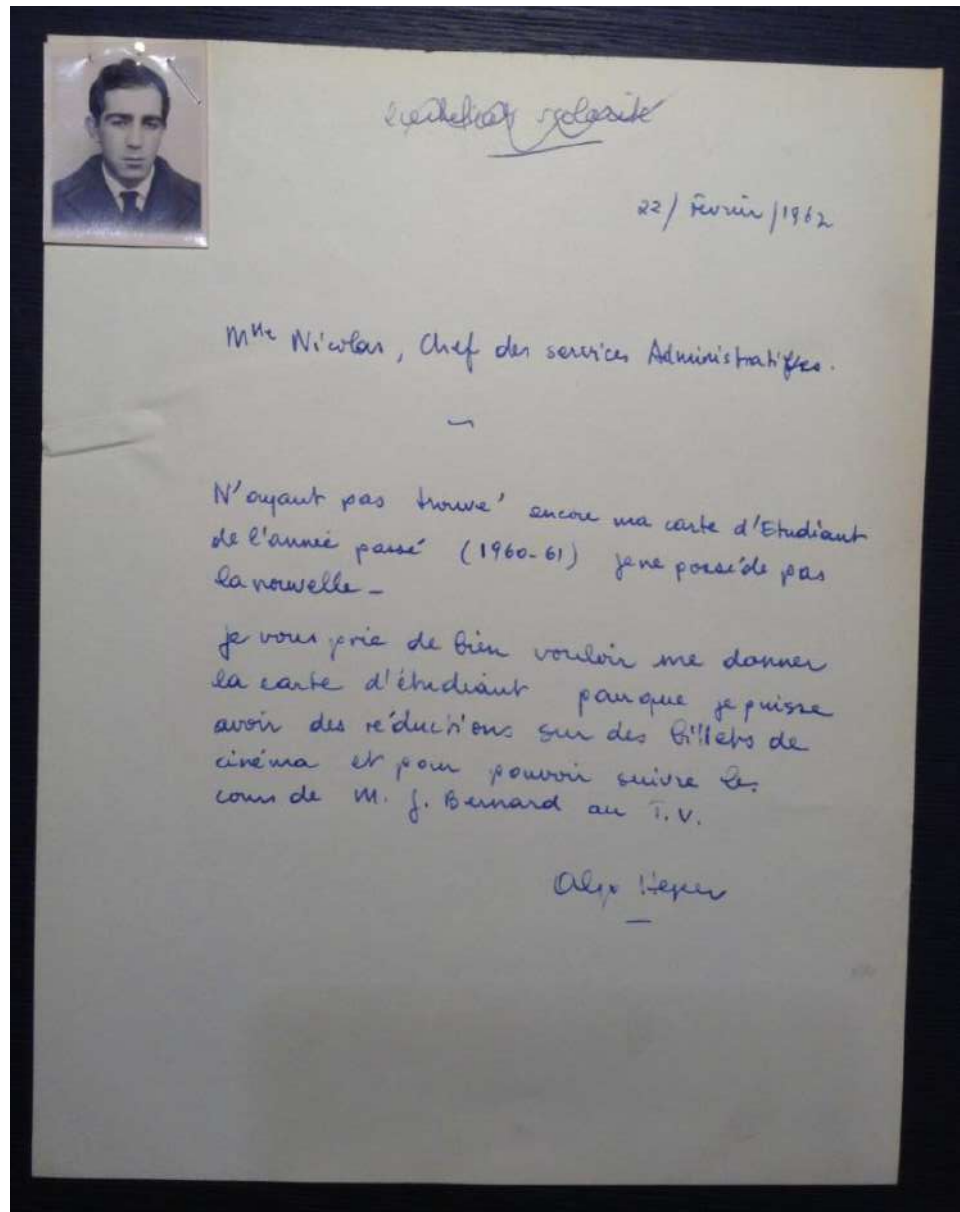 scolarité
22/ Février /1962
Mlle Nicolas, Chef des services Administratifs.
N'ayant pas trouvé encore ma carte d'Etudiant
de l'année passé (1960-61) je ne posséde pas
la nouvelle -
je vous prie de bien vouloir me donner
la carte d'étudiant pour que je puisse
avoir des réductions sur des billets de
cinéma et pour pouvoir suivre les
cours de M. J. Bernard au T.V.